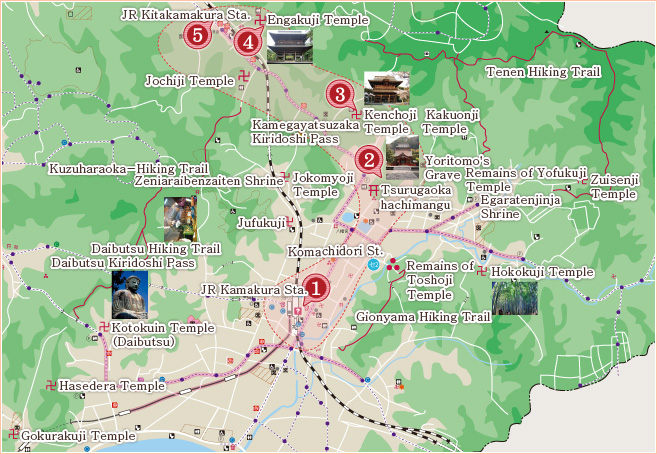 JR Kitakamakura Sta.
Engakuji Temple
5
4
Jochiji Temple
Tenen Hiking Trail
3
Kenchoji
Temple
Kakuonji
Temple
Kamegayatsuzaka
Kiridoshi Pass
2
Yoritomo's
Grave
Remains of Yofukuji
Temple
Zuisenji
Temple
Kuzuharaoka=Hiking Trail
Zeniaraibenzaiten Shrine
Jokomyoji
Temple
Tsurugaoka
hachimangu
Egaratenjinja
Shrine
Jufukuji
Daibutsu Hiking Trail
Daibutsu Kiridoshi Pass
Komachidori St.
Remains of
Toshoji
Temple
Hokokuji Temple
JR Kamakura Sta.
1
Gionyama Hiking Trail
Kotokuin Temple
(Daibutsu)
Hasedera Temple
Gokurakuji Temple